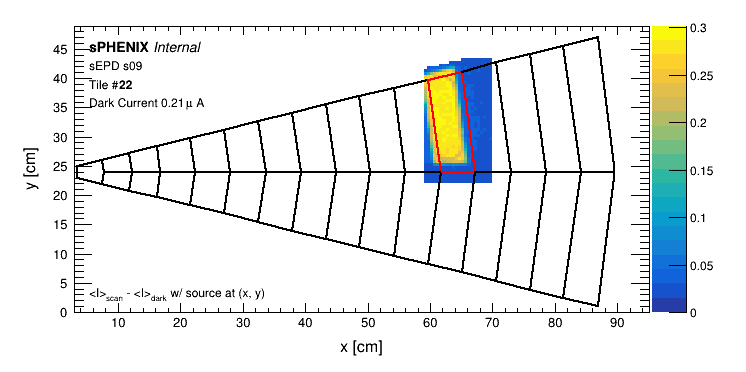 sPHENIX Internal
sEPD s09
Tile #22
Dark Current 0.21 μ A
<I>scan - <I>dark w/ source at (x, y)
y [cm]
45
40
35
30
25
20
15
10
5
0
10 20 30 40 50 60 70 80 90
x [cm]
0.3
0.25
0.2
0.15
0.1
0.05
0